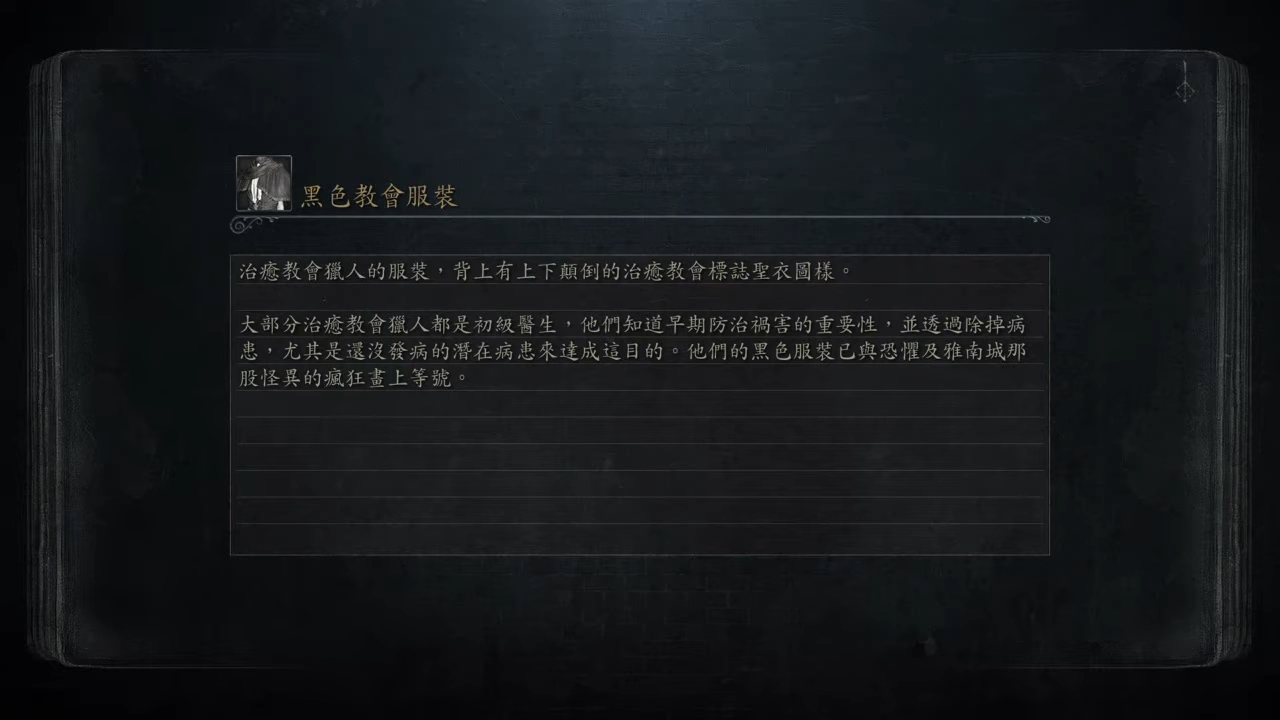 黑色教會服裝
治癒教會獵人的服裝，背上有上下顛倒的治癒教會標誌聖衣圖樣。
大部分治癒教會獵人都是初級醫生，他們知道早期防治禍害的重要性，並透過除掉病
患，尤其是還沒發病的潛在病患來達成這目的。他們的黑色服裝已與恐懼及雅南城那
股怪異的瘋狂畫上等號。